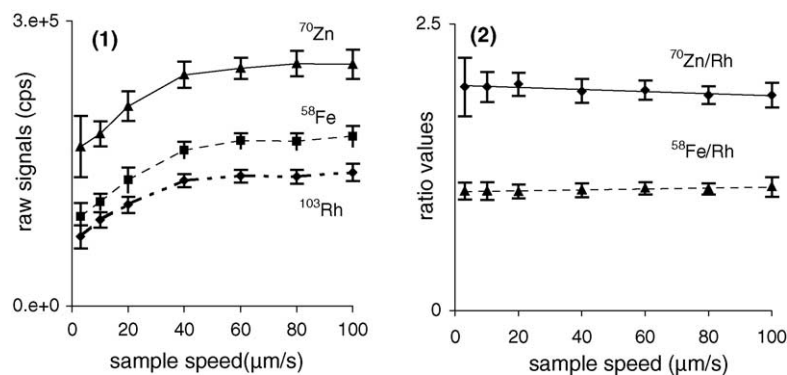 3.e+5
(1)
⁷⁰Zn
⁵⁸Fe
¹⁰³Rh
raw signals (cps)
0.e+0
0 20 40 60 80 100
sample speed(µm/s)
2.5
(2)
⁷⁰Zn/Rh
⁵⁸Fe/Rh
ratio values
2.5
0 20 40 60 80 100
sample speed (µm/s)